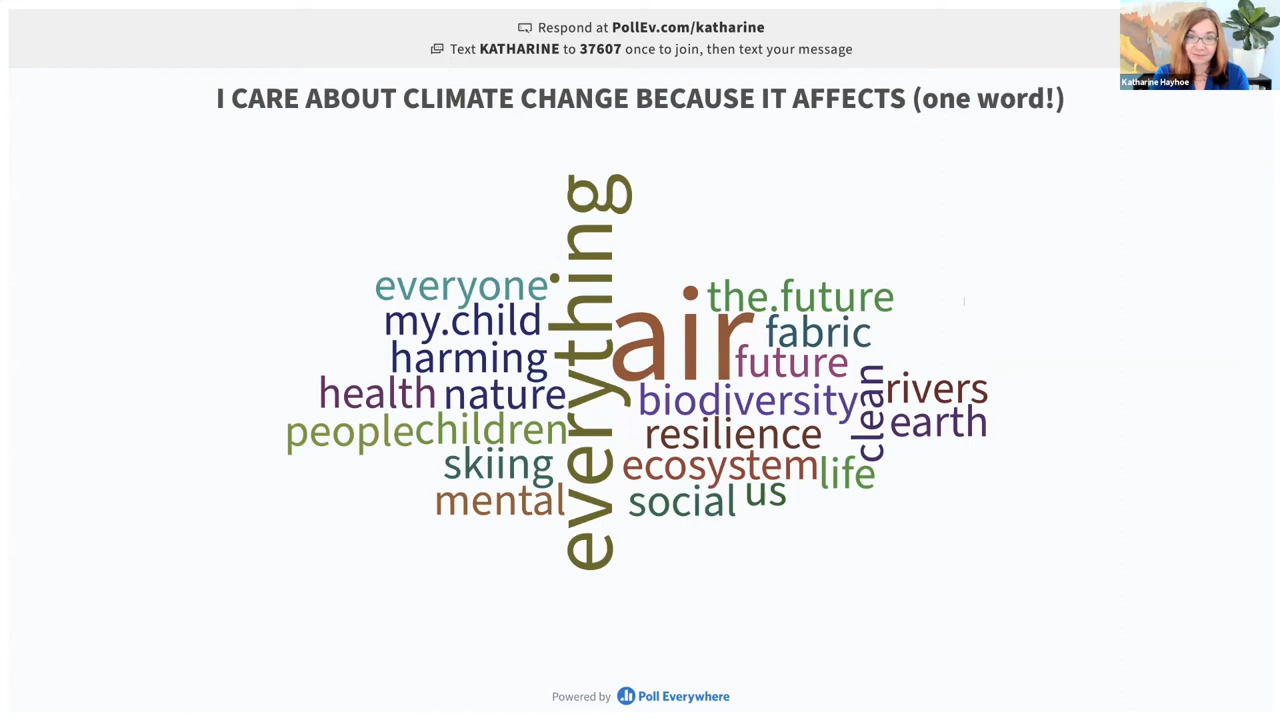 Respond at PollEv.com/katharine
Text KATHARINE to 37607 once to join, then text your message
Katharine Hayhoe
I CARE ABOUT CLIMATE CHANGE BECAUSE IT AFFECTS (one word!)
everything
everyone
the.future
air
my.child
fabric
harming
future
health
nature
biodiversity
clean
rivers
people
children
resilience
earth
skiing
ecosystem
life
mental
social
us
Powered by Poll Everywhere